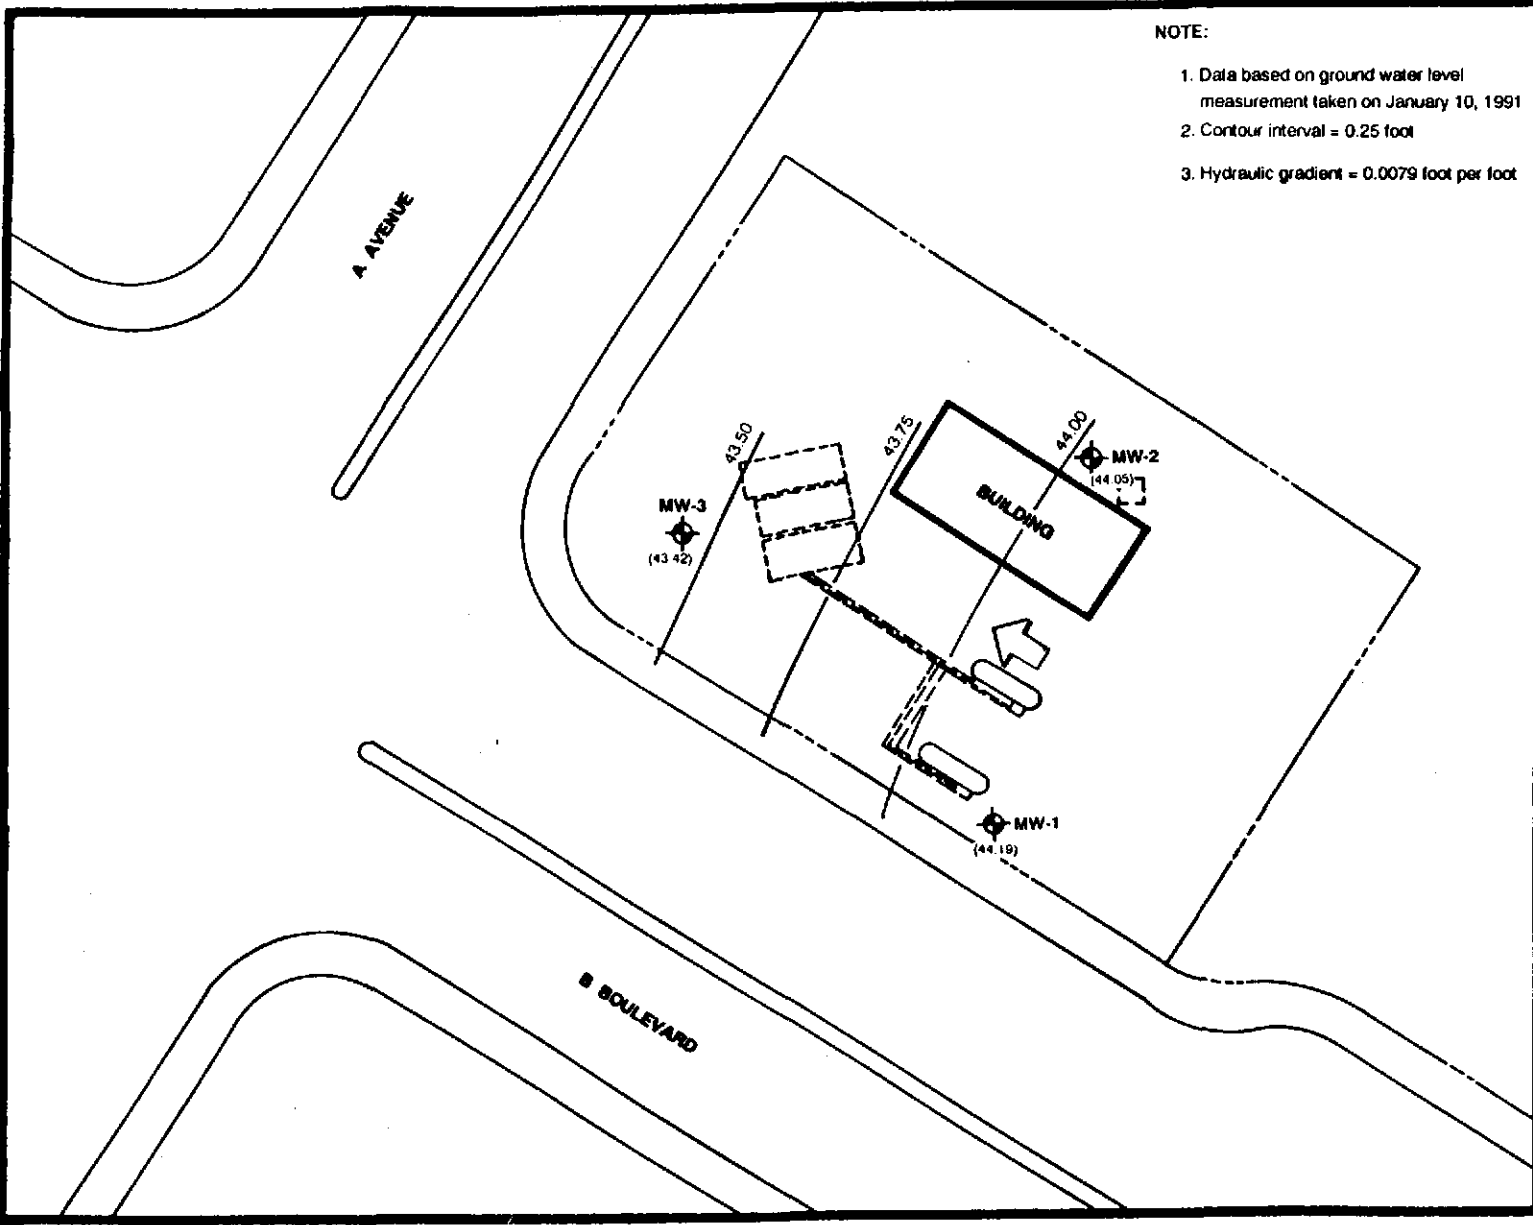 NOTE:
1. Data based on ground water level
measurement taken on January 10, 1991
2. Contour interval = 0.25 foot
3. Hydraulic gradient = 0.0079 foot per foot
A AVENUE
43.50
43.75
44.00
MW-2
(44.05)
BUILDING
MW-3
(43.42)
MW-1
(44.19)
B BOULEVARD